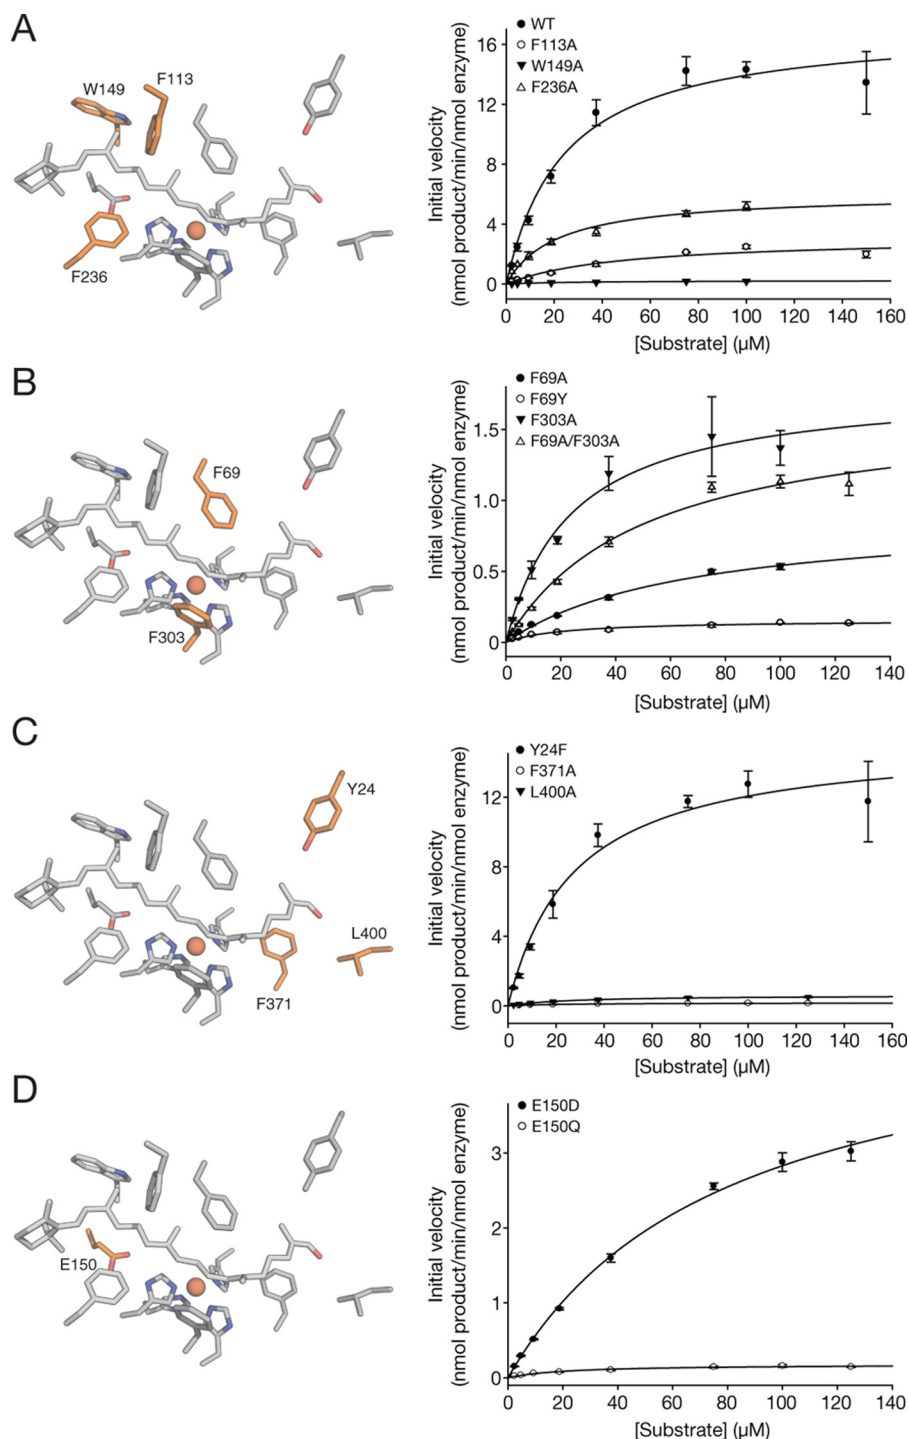 A
W149
F113
F236
WT
F113A
W149A
F236A
Initial velocity
(nmol product/min/nmol enzyme)
16
12
8
4
0
0 20 40 60 80 100 120 140 160
[Substrate] (µM)
B
F69
F303
F69A
F69Y
F303A
F69A/F303A
Initial velocity
(nmol product/min/nmol enzyme)
1.5
1.0
0.5
0
0 20 40 60 80 100 120 140
[Substrate] (µM)
C
Y24
L400
F371
Y24F
F371A
L400A
Initial velocity
(nmol product/min/nmol enzyme)
12
8
4
0
0 20 40 60 80 100 120 140 160
[Substrate] (µM)
D
E150
E150D
E150Q
Initial velocity
(nmol product/min/nmol enzyme)
3
2
1
0
0 20 40 60 80 100 120 140
[Substrate] (µM)